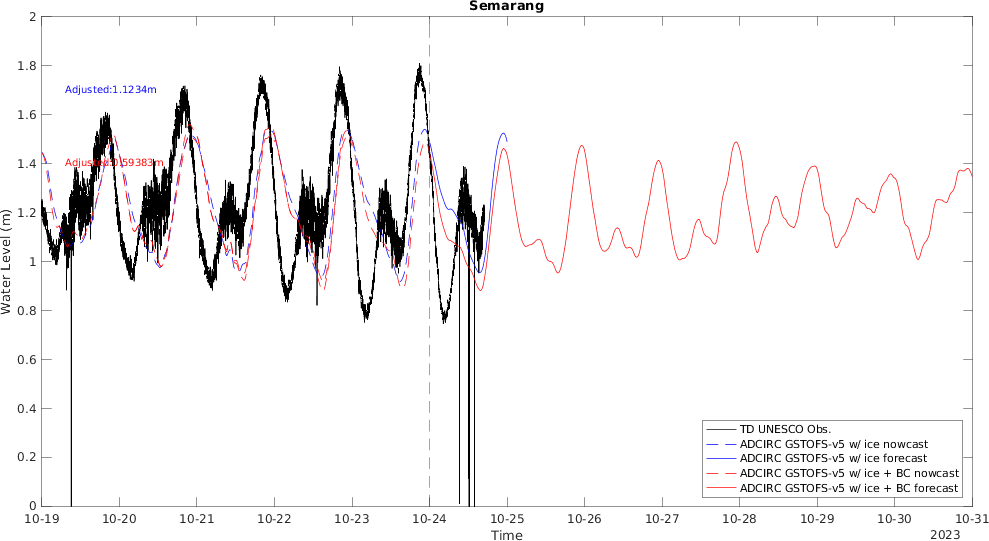 Semarang
2
1.8
1.6
1.4
1.2
1
0.8
0.6
0.4
0.2
0
Water Level (m)
Adjusted:1.1234m
Adjusted:0.59383m
TD UNESCO Obs.
ADCIRC GSTOFS-v5 w/ ice nowcast
ADCIRC GSTOFS-v5 w/ ice forecast
ADCIRC GSTOFS-v5 w/ ice + BC nowcast
ADCIRC GSTOFS-v5 w/ ice + BC forecast
10-19 10-20 10-21 10-22 10-23 10-24 10-25 10-26 10-27 10-28 10-29 10-30 10-31
Time
2023